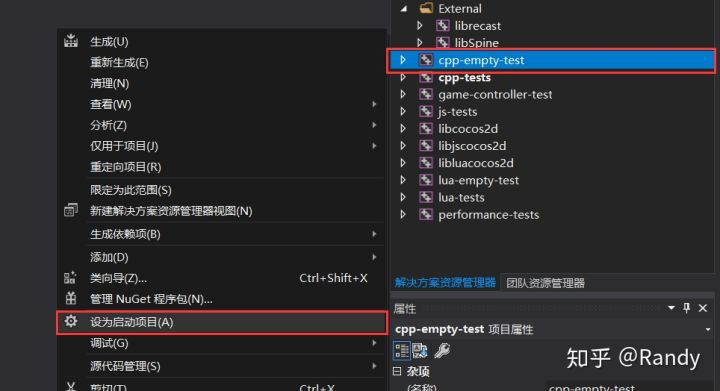 生成(U)
重新生成(E)
清理(N)
查看(W)
分析(Z)
仅用于项目(J)
重定向项目(R)
限定为此范围(S)
新建解决方案资源管理器视图(N)
生成依赖项(B)
添加(D)
类向导(Z)... Ctrl+Shift+X
管理 NuGet 程序包(N)...
设为启动项目(A)
调试(G)
源代码管理(S)
剪切(T) Ctrl+X
External
librecast
libSpine
cpp-empty-test
cpp-tests
game-controller-test
js-tests
libcocos2d
libjscocos2d
libluacocos2d
lua-empty-test
lua-tests
performance-tests
解决方案资源管理器 团队资源管理器
属性
cpp-empty-test 项目属性
杂项
(名称) cpp-empty-test
知乎 @Randy